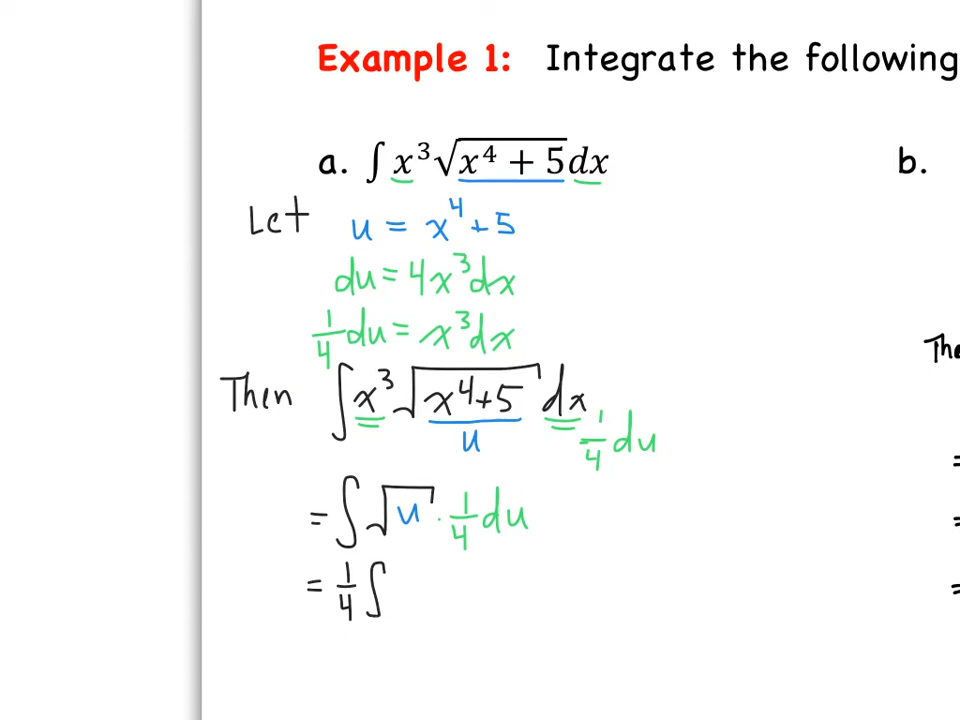 Example 1: Integrate the following
a. ∫ x³√(x⁴ + 5)dx
b.
Let u = x⁴+5
du = 4x³dx
1/4 du = x³dx
The
Then ∫ x³ √(x⁴+5) dx
u 1/4 du
= ∫ √u · 1/4 du
= 1/4 ∫
=
=
=